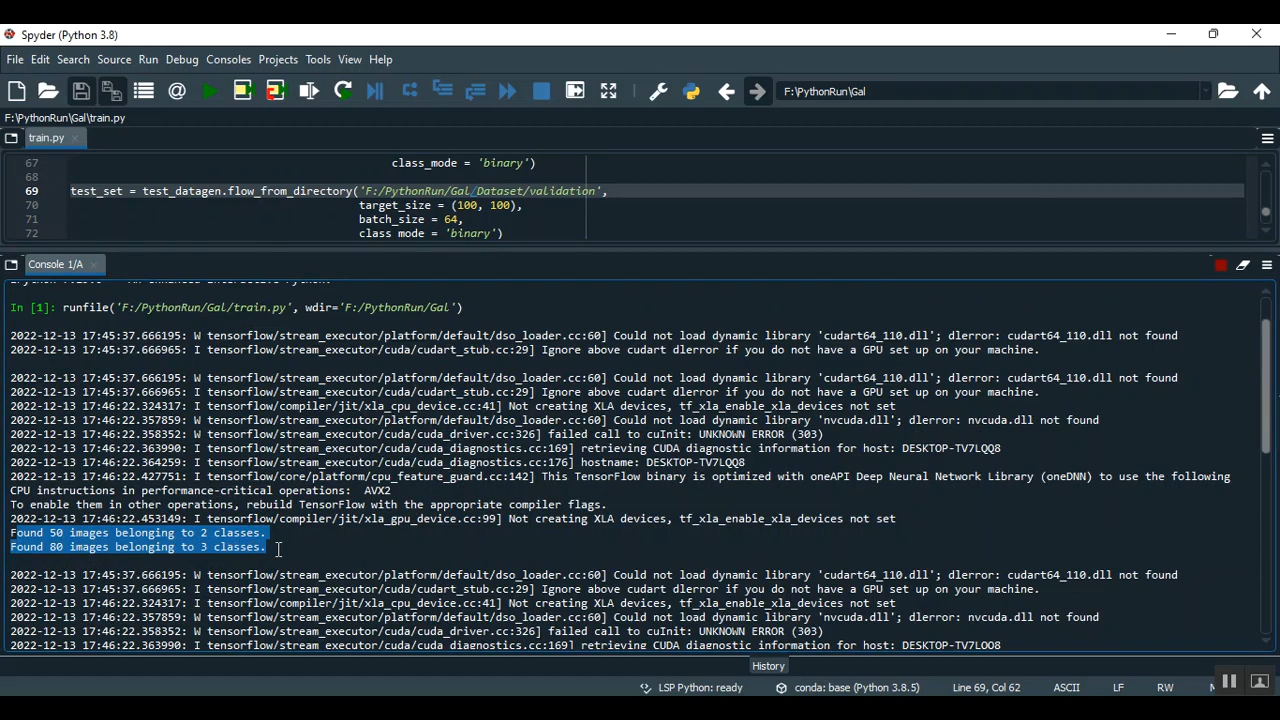 Spyder (Python 3.8)
File Edit Search Source Run Debug Consoles Projects Tools View Help
F:\PythonRun\Gal
F:\PythonRun\Gal\train.py
train.py
67 class_mode = 'binary')
68
69 test_set = test_datagen.flow_from_directory('F:/PythonRun/Gal/Dataset/validation',
70 target_size = (100, 100),
71 batch_size = 64,
72 class mode = 'binary')
Console 1/A
In [1]: runfile('F:/PythonRun/Gal/train.py', wdir='F:/PythonRun/Gal')
2022-12-13 17:45:37.666195: W tensorflow/stream_executor/platform/default/dso_loader.cc:60] Could not load dynamic library 'cudart64_110.dll'; dlerror: cudart64_110.dll not found
2022-12-13 17:45:37.666965: I tensorflow/stream_executor/cuda/cudart_stub.cc:29] Ignore above cudart dlerror if you do not have a GPU set up on your machine.
2022-12-13 17:45:37.666195: W tensorflow/stream_executor/platform/default/dso_loader.cc:60] Could not load dynamic library 'cudart64_110.dll'; dlerror: cudart64_110.dll not found
2022-12-13 17:45:37.666965: I tensorflow/stream_executor/cuda/cudart_stub.cc:29] Ignore above cudart dlerror if you do not have a GPU set up on your machine.
2022-12-13 17:46:22.324317: I tensorflow/compiler/jit/xla_cpu_device.cc:41] Not creating XLA devices, tf_xla_enable_xla_devices not set
2022-12-13 17:46:22.357859: W tensorflow/stream_executor/platform/default/dso_loader.cc:60] Could not load dynamic library 'nvcuda.dll'; dlerror: nvcuda.dll not found
2022-12-13 17:46:22.358352: W tensorflow/stream_executor/cuda/cuda_driver.cc:326] failed call to cuInit: UNKNOWN ERROR (303)
2022-12-13 17:46:22.363990: I tensorflow/stream_executor/cuda/cuda_diagnostics.cc:169] retrieving CUDA diagnostic information for host: DESKTOP-TV7LQQ8
2022-12-13 17:46:22.364259: I tensorflow/stream_executor/cuda/cuda_diagnostics.cc:176] hostname: DESKTOP-TV7LQQ8
2022-12-13 17:46:22.427751: I tensorflow/core/platform/cpu_feature_guard.cc:142] This TensorFlow binary is optimized with oneAPI Deep Neural Network Library (oneDNN) to use the following
CPU instructions in performance-critical operations: AVX2
To enable them in other operations, rebuild TensorFlow with the appropriate compiler flags.
2022-12-13 17:46:22.453149: I tensorflow/compiler/jit/xla_gpu_device.cc:99] Not creating XLA devices, tf_xla_enable_xla_devices not set
Found 50 images belonging to 2 classes.
Found 80 images belonging to 3 classes.
2022-12-13 17:45:37.666195: W tensorflow/stream_executor/platform/default/dso_loader.cc:60] Could not load dynamic library 'cudart64_110.dll'; dlerror: cudart64_110.dll not found
2022-12-13 17:45:37.666965: I tensorflow/stream_executor/cuda/cudart_stub.cc:29] Ignore above cudart dlerror if you do not have a GPU set up on your machine.
2022-12-13 17:46:22.324317: I tensorflow/compiler/jit/xla_cpu_device.cc:41] Not creating XLA devices, tf_xla_enable_xla_devices not set
2022-12-13 17:46:22.357859: W tensorflow/stream_executor/platform/default/dso_loader.cc:60] Could not load dynamic library 'nvcuda.dll'; dlerror: nvcuda.dll not found
2022-12-13 17:46:22.358352: W tensorflow/stream_executor/cuda/cuda_driver.cc:326] failed call to cuInit: UNKNOWN ERROR (303)
2022-12-13 17:46:22.363990: I tensorflow/stream_executor/cuda/cuda_diagnostics.cc:169] retrieving CUDA diagnostic information for host: DESKTOP-TV7LQQ8
History
LSP Python: ready conda: base (Python 3.8.5) Line 69, Col 62 ASCII LF RW